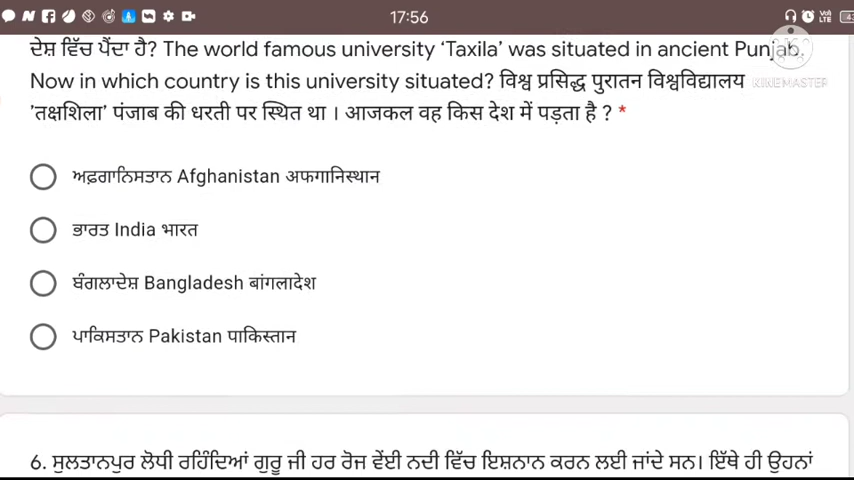 17:56
ਦੇਸ਼ ਵਿੱਚ ਪੈਂਦਾ ਹੈ? The world famous university ‘Taxila’ was situated in ancient Punjab.
Now in which country is this university situated? विश्व प्रसिद्ध पुरातन विश्वविद्यालय
’तक्षशिला’ पंजाब की धरती पर स्थित था । आजकल वह किस देश में पड़ता है ? *
KINEMASTER
ਅਫ਼ਗਾਨਿਸਤਾਨ Afghanistan अफगानिस्थान
ਭਾਰਤ India भारत
ਬੰਗਲਾਦੇਸ਼ Bangladesh बांगलादेश
ਪਾਕਿਸਤਾਨ Pakistan पाकिस्तान
6. ਸੁਲਤਾਨਪੁਰ ਲੋਧੀ ਰਹਿੰਦਿਆਂ ਗੁਰੂ ਜੀ ਹਰ ਰੋਜ ਵੇਂਈ ਨਦੀ ਵਿੱਚ ਇਸ਼ਨਾਨ ਕਰਨ ਲਈ ਜਾਂਦੇ ਸਨ। ਇੱਥੇ ਹੀ ਉਹਨਾਂ